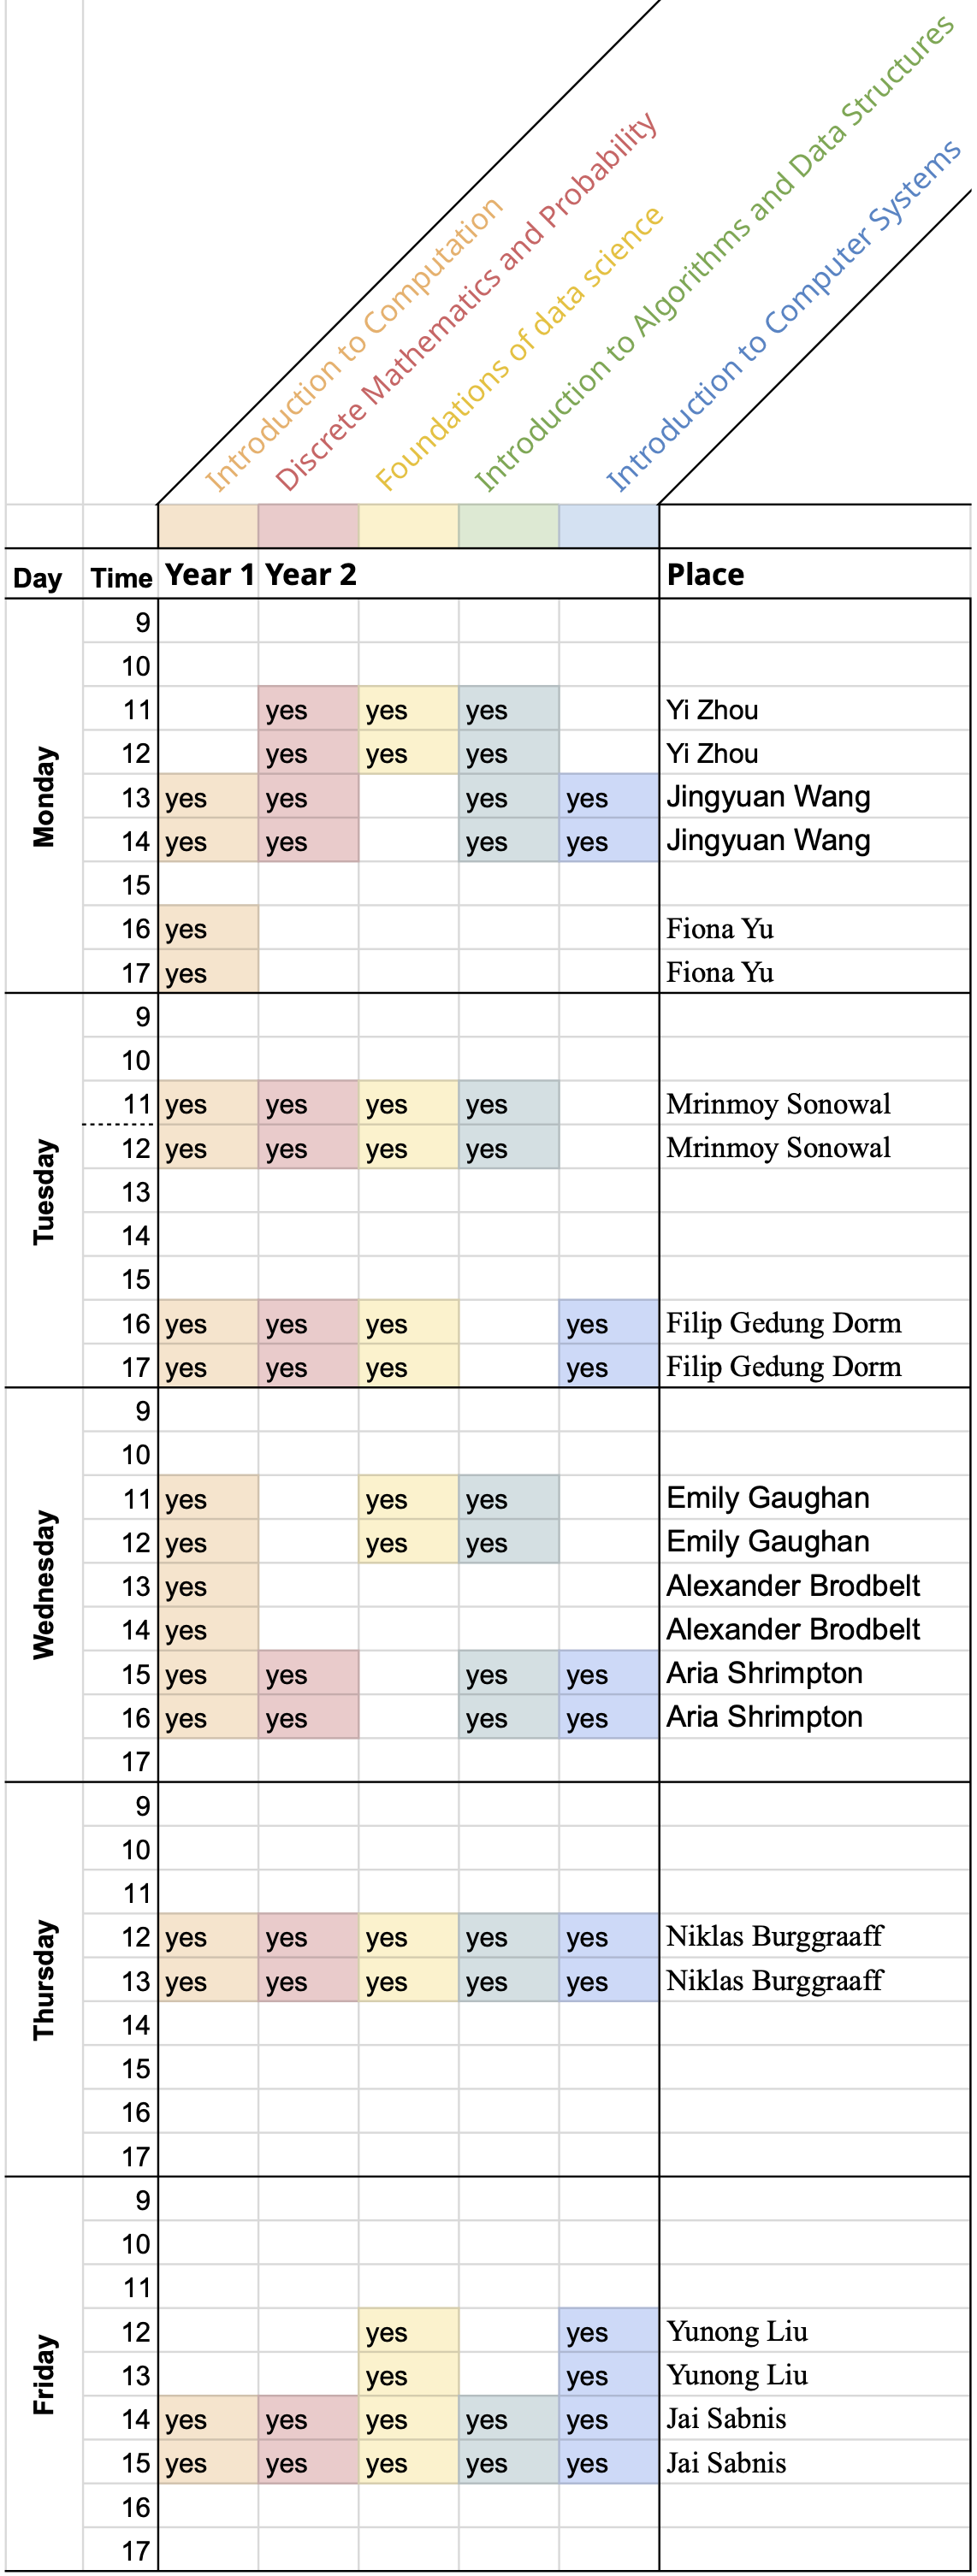 Introduction to Computation
Discrete Mathematics and Probability
Foundations of data science
Introduction to Algorithms and Data Structures
Introduction to Computer Systems
Day Time Year 1 Year 2 Place
Monday
9
10
11 yes yes yes Yi Zhou
12 yes yes yes Yi Zhou
13 yes yes yes yes Jingyuan Wang
14 yes yes yes yes Jingyuan Wang
15
16 yes Fiona Yu
17 yes Fiona Yu
Tuesday
9
10
11 yes yes yes yes Mrinmoy Sonowal
12 yes yes yes yes Mrinmoy Sonowal
13
14
15
16 yes yes yes yes Filip Gedung Dorm
17 yes yes yes yes Filip Gedung Dorm
Wednesday
9
10
11 yes yes yes Emily Gaughan
12 yes yes yes Emily Gaughan
13 yes Alexander Brodbelt
14 yes Alexander Brodbelt
15 yes yes yes yes Aria Shrimpton
16 yes yes yes yes Aria Shrimpton
17
Thursday
9
10
11
12 yes yes yes yes yes Niklas Burggraaff
13 yes yes yes yes yes Niklas Burggraaff
14
15
16
17
Friday
9
10
11
12 yes yes Yunong Liu
13 yes yes Yunong Liu
14 yes yes yes yes yes Jai Sabnis
15 yes yes yes yes yes Jai Sabnis
16
17